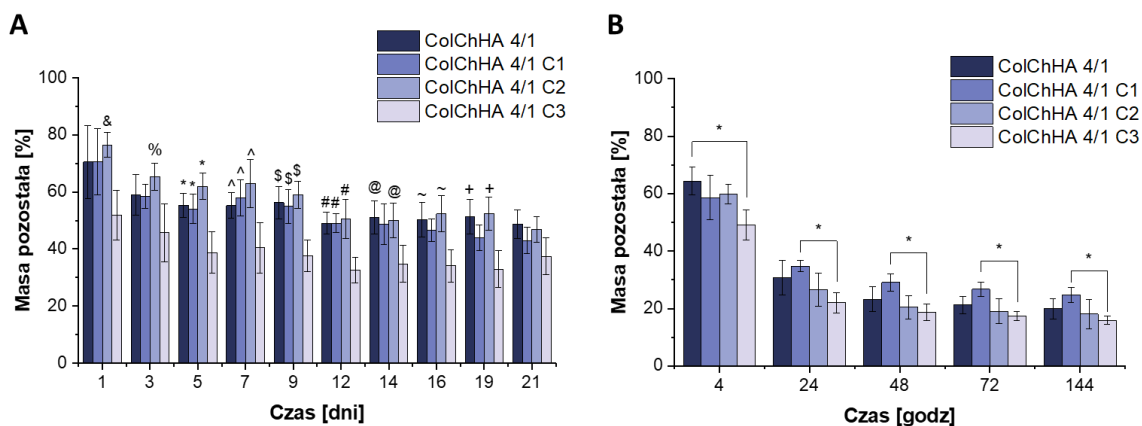 A
ColChHA 4/1
ColChHA 4/1 C1
ColChHA 4/1 C2
ColChHA 4/1 C3
Masa pozostała [%]
100
80
60
40
20
0
& % * * * ^ ^ ^ $ $ $ # # # @ @ ~ ~ + +
1 3 5 7 9 12 14 16 19 21
Czas [dni]
B
ColChHA 4/1
ColChHA 4/1 C1
ColChHA 4/1 C2
ColChHA 4/1 C3
Masa pozostała [%]
100
80
60
40
20
0
* * * * *
4 24 48 72 144
Czas [godz]